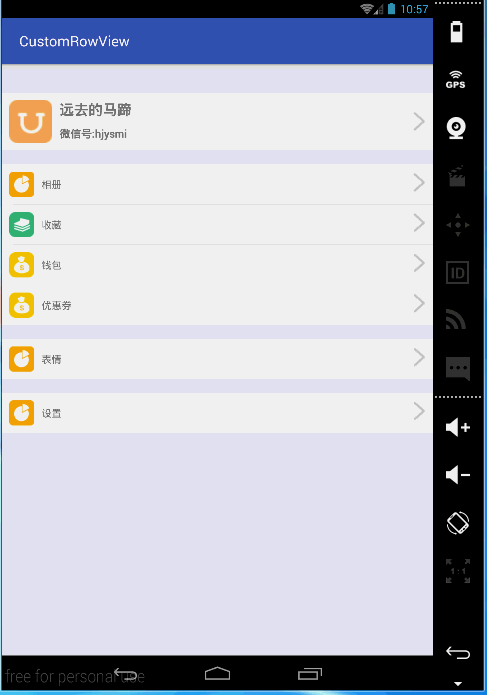 10:57
CustomRowView
GPS
远去的马蹄
微信号:hjysmi
相册
收藏
钱包
ID
优惠券
表情
设置
1:1
free for personal use